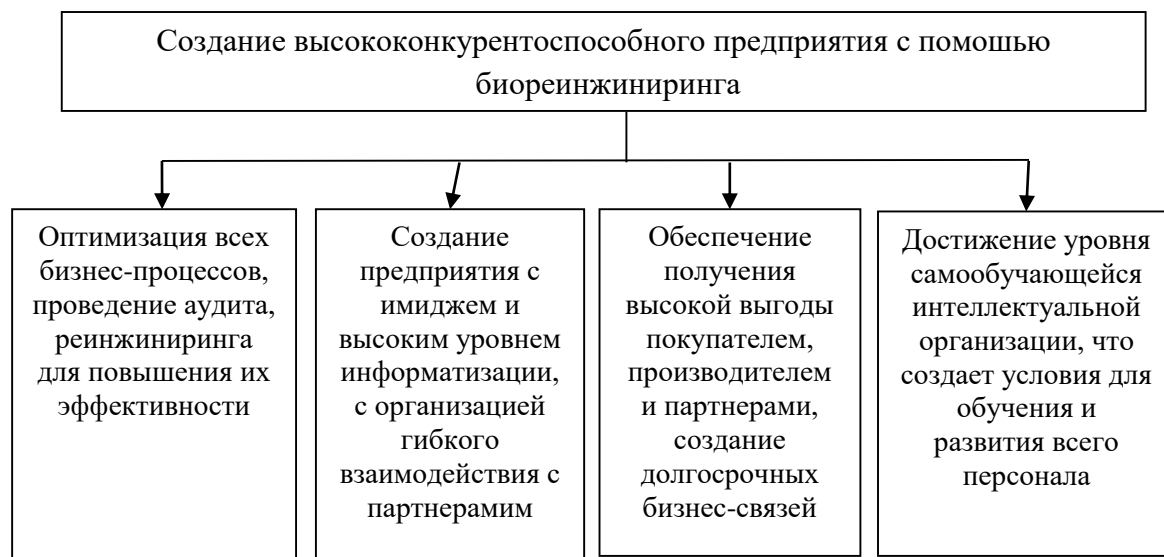 Создание высококонкурентоспособного предприятия с помошью
биореинжиниринга
Оптимизация всех
бизнес-процессов,
проведение аудита,
реинжиниринга
для повышения их
эффективности
Создание
предприятия с
имиджем и
высоким уровнем
информатизации,
с организацией
гибкого
взаимодействия с
партнерамим
Обеспечение
получения
высокой выгоды
покупателем,
производителем
и партнерами,
создание
долгосрочных
бизнес-связей
Достижение уровня
самообучающейся
интеллектуальной
организации, что
создает условия для
обучения и
развития всего
персонала